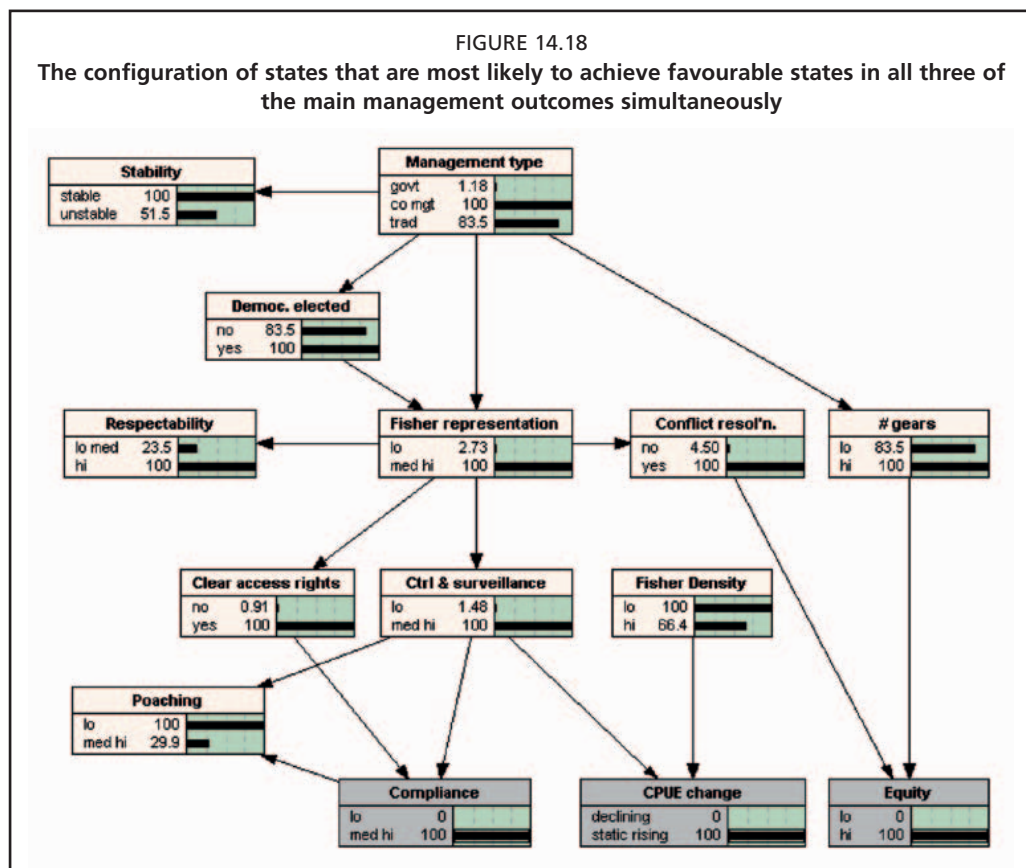 FIGURE 14.18
The configuration of states that are most likely to achieve favourable states in all three of
the main management outcomes simultaneously
Management type
govt 1.18
co mgt 100
trad 83.5
Stability
stable 100
unstable 51.5
Democ. elected
no 83.5
yes 100
Respectability
lo med 23.5
hi 100
Fisher representation
lo 2.73
med hi 100
Conflict resol'n.
no 4.50
yes 100
# gears
lo 83.5
hi 100
Clear access rights
no 0.91
yes 100
Ctrl & surveillance
lo 1.48
med hi 100
Fisher Density
lo 100
hi 66.4
Poaching
lo 100
med hi 29.9
Compliance
lo 0
med hi 100
CPUE change
declining 0
static rising 100
Equity
lo 0
hi 100